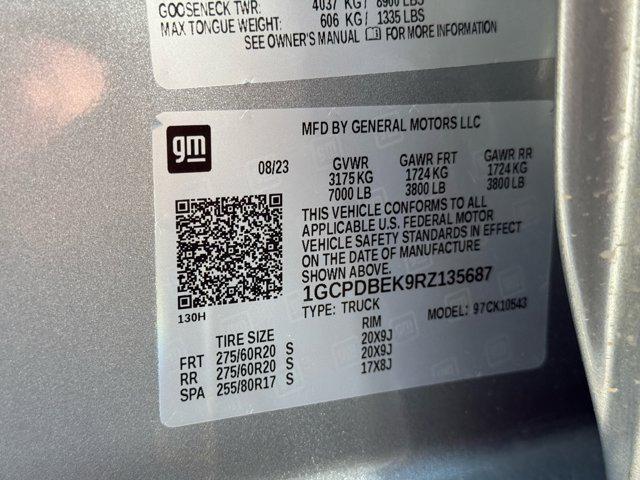 GOOSENECK TWR: 4037 KG / 8900 LBS
MAX TONGUE WEIGHT: 606 KG / 1335 LBS
SEE OWNER'S MANUAL FOR MORE INFORMATION
gm
MFD BY GENERAL MOTORS LLC
08/23 GVWR GAWR FRT GAWR RR
3175 KG 1724 KG 1724 KG
7000 LB 3800 LB 3800 LB
THIS VEHICLE CONFORMS TO ALL
APPLICABLE U.S. FEDERAL MOTOR
VEHICLE SAFETY STANDARDS IN EFFECT
ON THE DATE OF MANUFACTURE
SHOWN ABOVE.
1GCPDBEK9RZ135687
130H
TYPE: TRUCK MODEL: 97CK10543
TIRE SIZE RIM
FRT 275/60R20 S 20X9J
RR 275/60R20 S 20X9J
SPA 255/80R17 S 17X8J